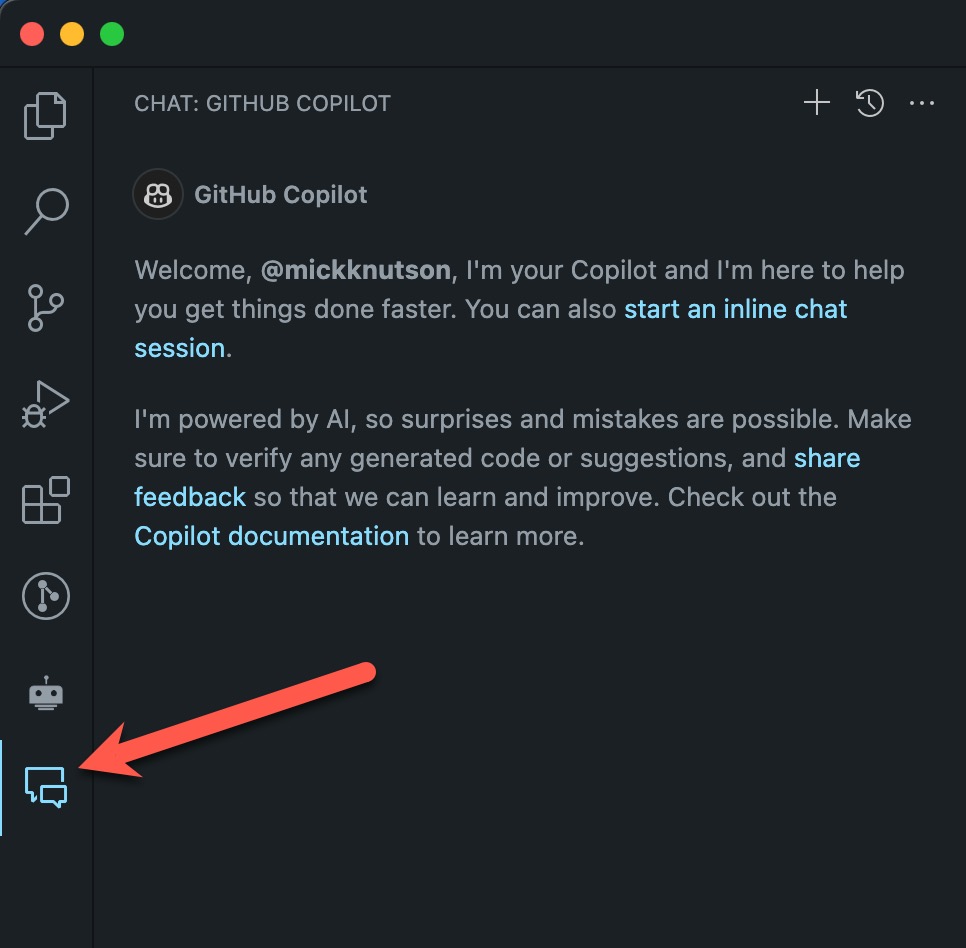 CHAT: GITHUB COPILOT
GitHub Copilot
Welcome, @mickknutson, I'm your Copilot and I'm here to help
you get things done faster. You can also start an inline chat
session.
I'm powered by AI, so surprises and mistakes are possible. Make
sure to verify any generated code or suggestions, and share
feedback so that we can learn and improve. Check out the
Copilot documentation to learn more.